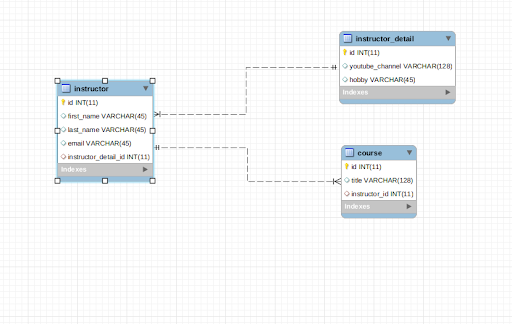 instructor_detail
id INT(11)
youtube_channel VARCHAR(128)
hobby VARCHAR(45)
Indexes
instructor
id INT(11)
first_name VARCHAR(45)
last_name VARCHAR(45)
email VARCHAR(45)
instructor_detail_id INT(11)
Indexes
course
id INT(11)
title VARCHAR(128)
instructor_id INT(11)
Indexes